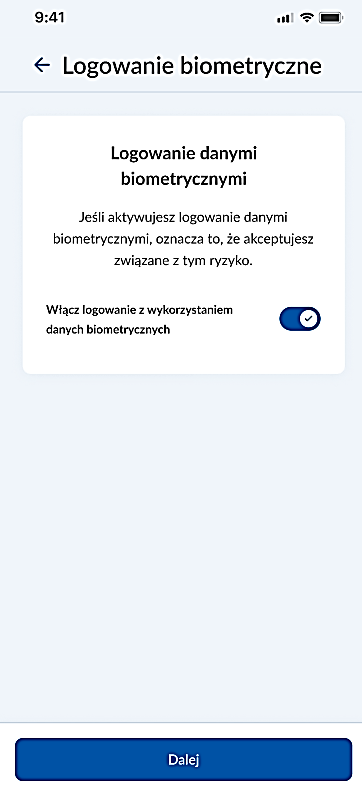 9:41
Logowanie biometryczne
Logowanie danymi
biometrycznymi
Jeśli aktywujesz logowanie danymi
biometrycznymi, oznacza to, że akceptujesz
związane z tym ryzyko.
Włącz logowanie z wykorzystaniem
danych biometrycznych
Dalej